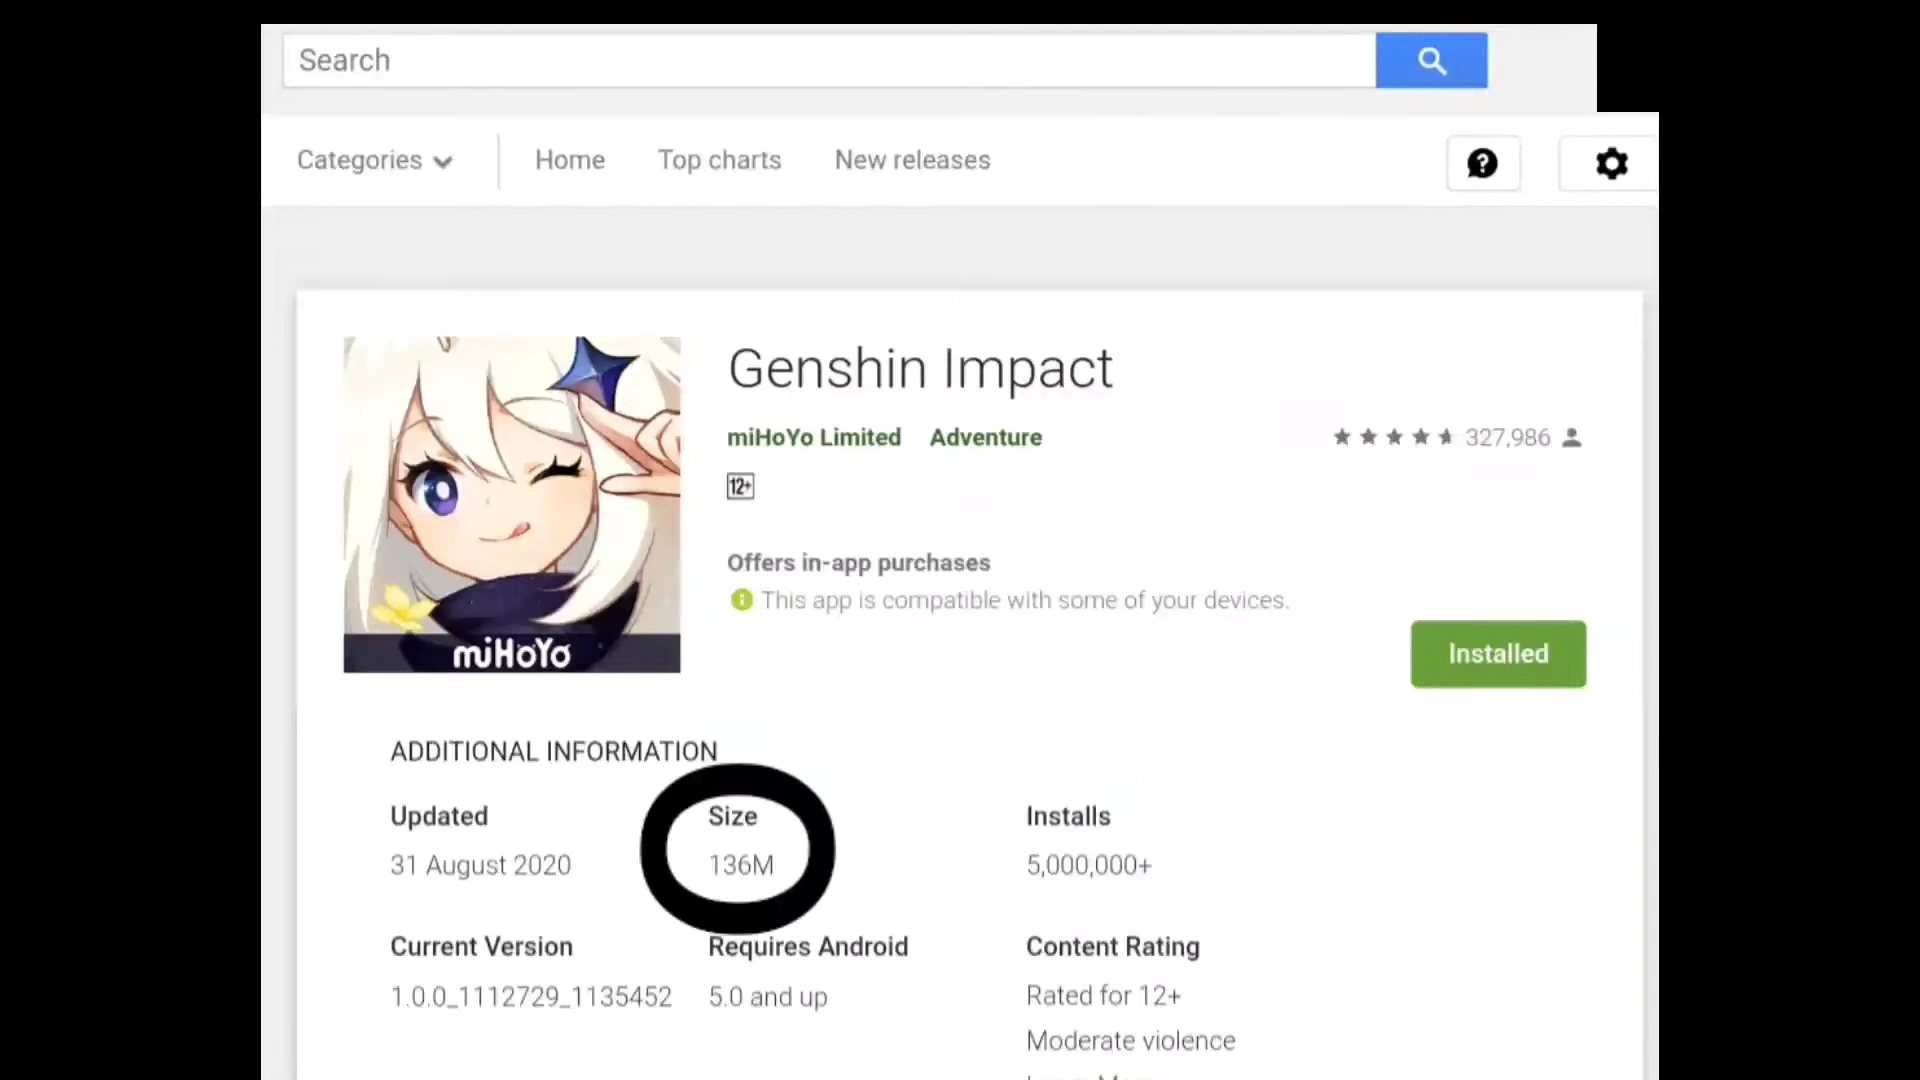 Search
Categories Home Top charts New releases
Genshin Impact
miHoYo Limited Adventure 327,986
12+
Offers in-app purchases
This app is compatible with some of your devices.
miHoYo
Installed
ADDITIONAL INFORMATION
Updated Size Installs
31 August 2020 136M 5,000,000+
Current Version Requires Android Content Rating
1.0.0_1112729_1135452 5.0 and up Rated for 12+
Moderate violence